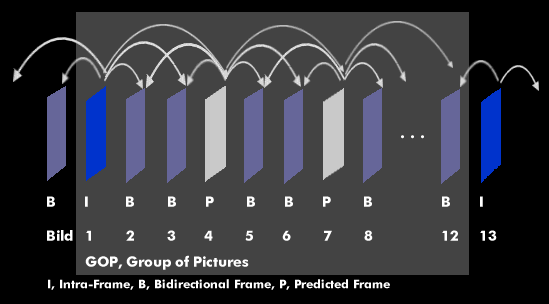 B I B B P B B P B ... B I
Bild 1 2 3 4 5 6 7 8 12 13
GOP, Group of Pictures
I, Intra-Frame, B, Bidirectional Frame, P, Predicted Frame